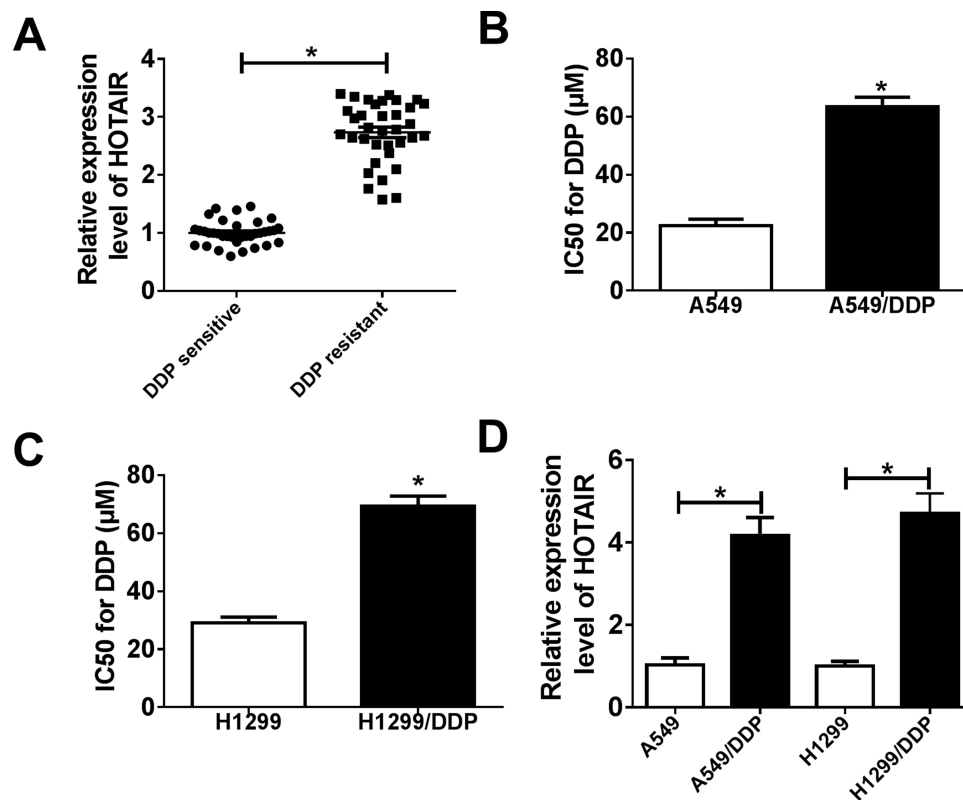 A
Relative expression
level of HOTAIR
4
3
2
1
0
*
DDP sensitive
DDP resistant
B
IC50 for DDP (µM)
80
60
40
20
0
*
A549
A549/DDP
C
IC50 for DDP (µM)
80
60
40
20
0
*
H1299
H1299/DDP
D
Relative expression
level of HOTAIR
6
4
2
0
*
*
A549
A549/DDP
H1299
H1299/DDP